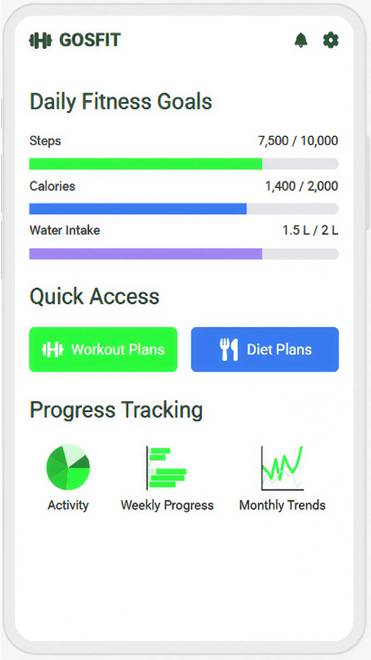 GOSFIT
Daily Fitness Goals
Steps 7,500 / 10,000
Calories 1,400 / 2,000
Water Intake 1.5 L / 2 L
Quick Access
Workout Plans Diet Plans
Progress Tracking
Activity Weekly Progress Monthly Trends